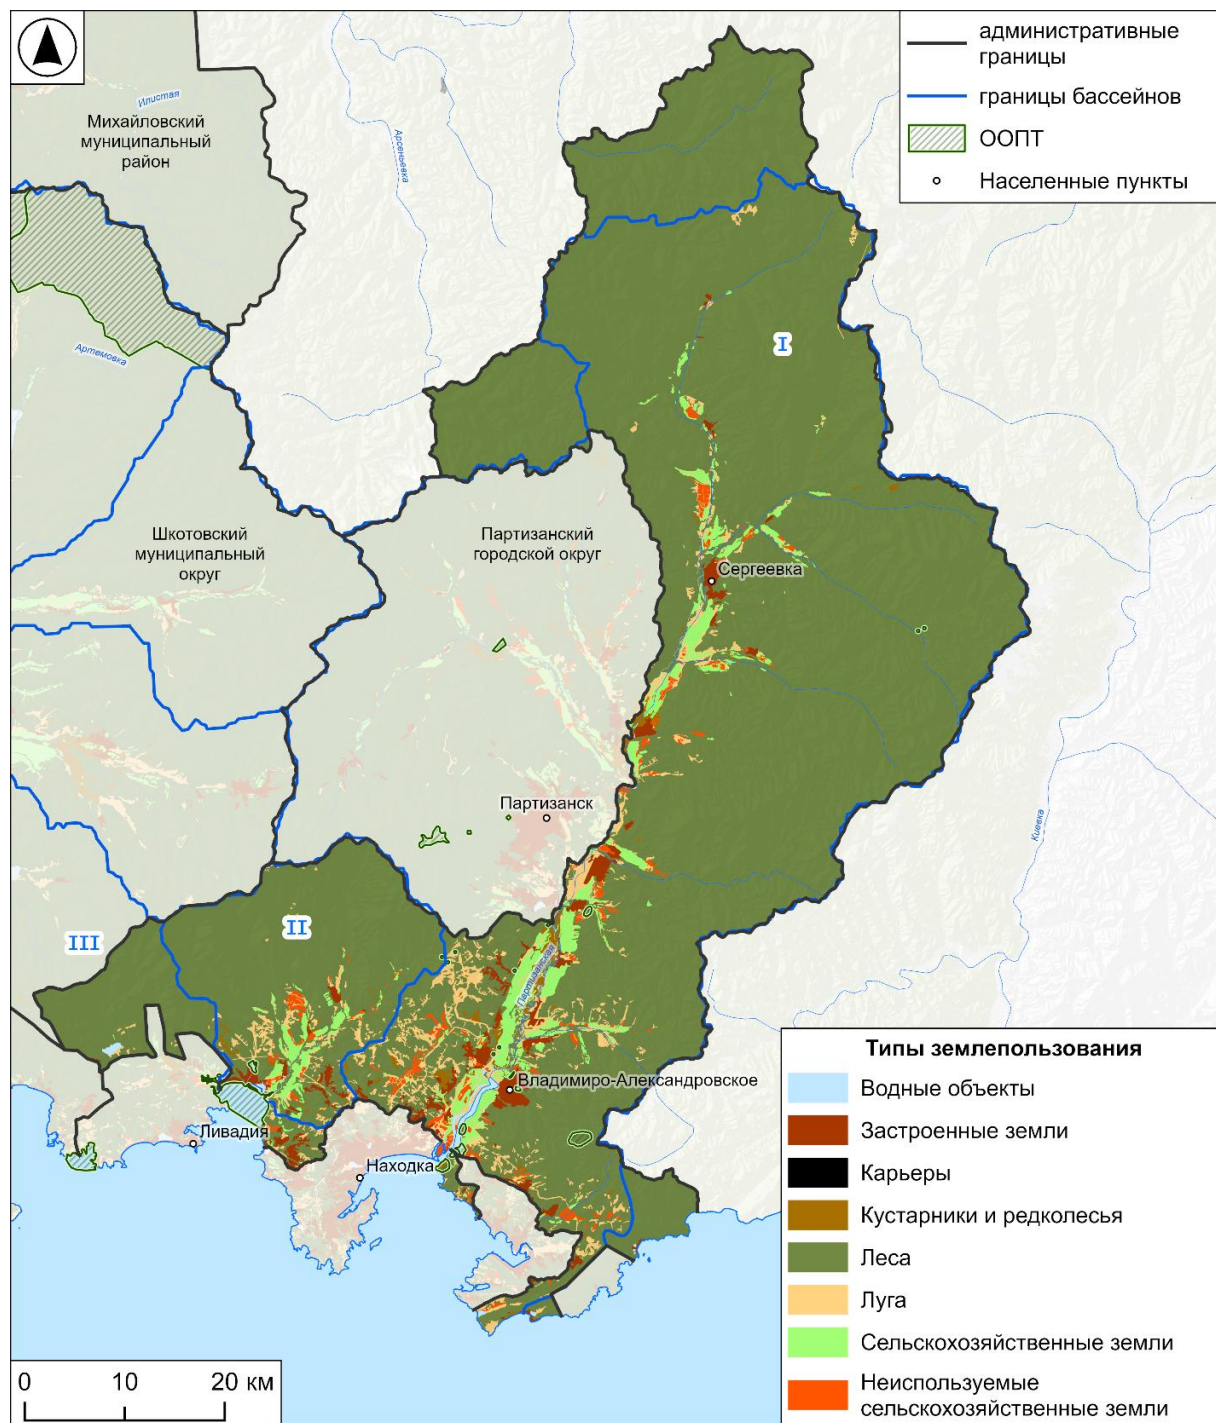 административные
границы
границы бассейнов
ООПТ
Населенные пункты
Илистая
Михайловский
муниципальный
район
Арсеньевка
Артемовка
I
Шкотовский
муниципальный
округ
Партизанский
городской округ
Сергеевка
Партизанск
Киевка
II
III
Партизанская
Владимиро-Александровское
Ливадия
Находка
Типы землепользования
Водные объекты
Застроенные земли
Карьеры
Кустарники и редколесья
Леса
Луга
Сельскохозяйственные земли
Неиспользуемые
сельскохозяйственные земли
0 10 20 км